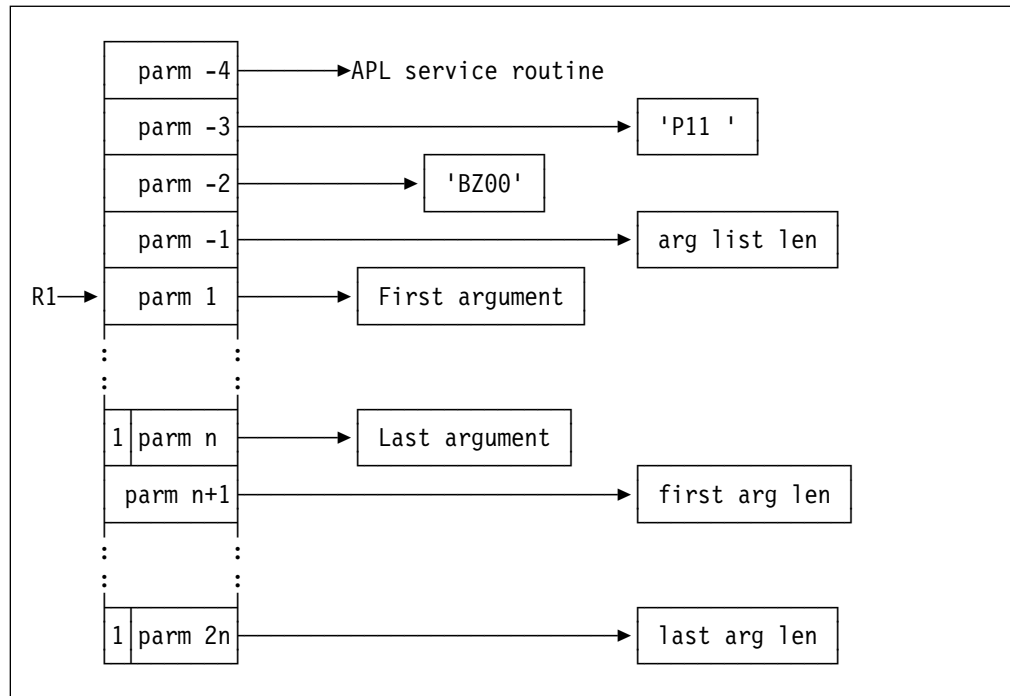 parm -4 APL service routine
parm -3 'P11 '
parm -2 'BZ00'
parm -1 arg list len
R1 parm 1 First argument
: :
: :
1 parm n Last argument
parm n+1 first arg len
: :
: :
1 parm 2n last arg len